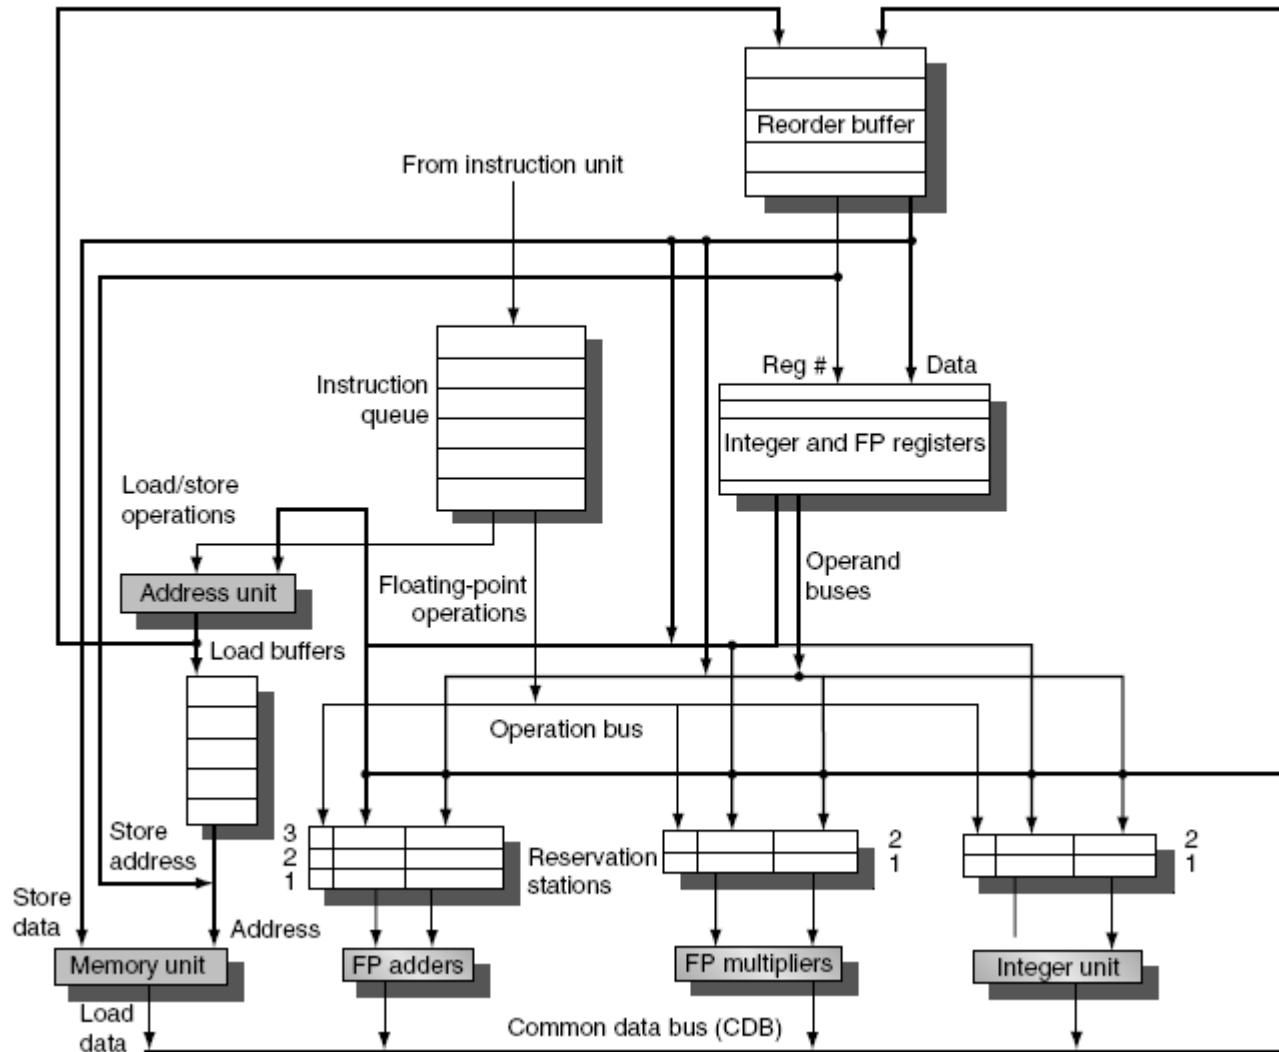 Reorder buffer
From instruction unit
Reg #
Data
Instruction
queue
Integer and FP registers
Load/store
operations
Operand
buses
Address unit
Floating-point
operations
Load buffers
Operation bus
Store
address
3
2
1
Reservation
stations
2
1
2
1
Store
data
Address
Memory unit
FP adders
FP multipliers
Integer unit
Load
data
Common data bus (CDB)